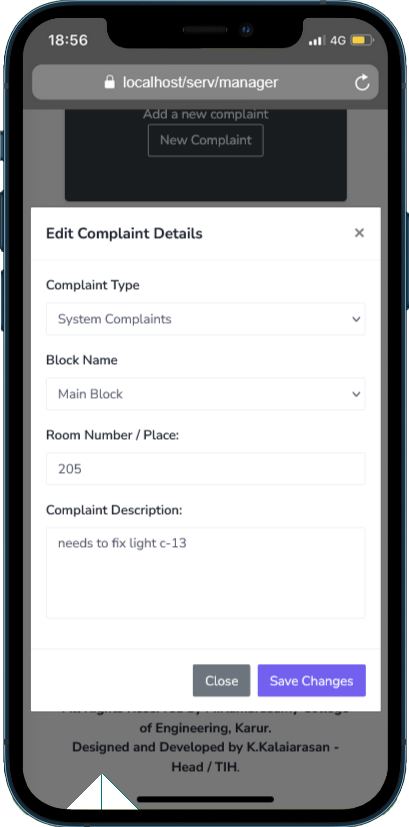 18:56
4G
localhost/serv/manager
Add a new complaint
New Complaint
Edit Complaint Details
×
Complaint Type
System Complaints
Block Name
Main Block
Room Number / Place:
205
Complaint Description:
needs to fix light c-13
Close
Save Changes
of Engineering, Karur.
Designed and Developed by K.Kalaiarasan -
Head / TIH.